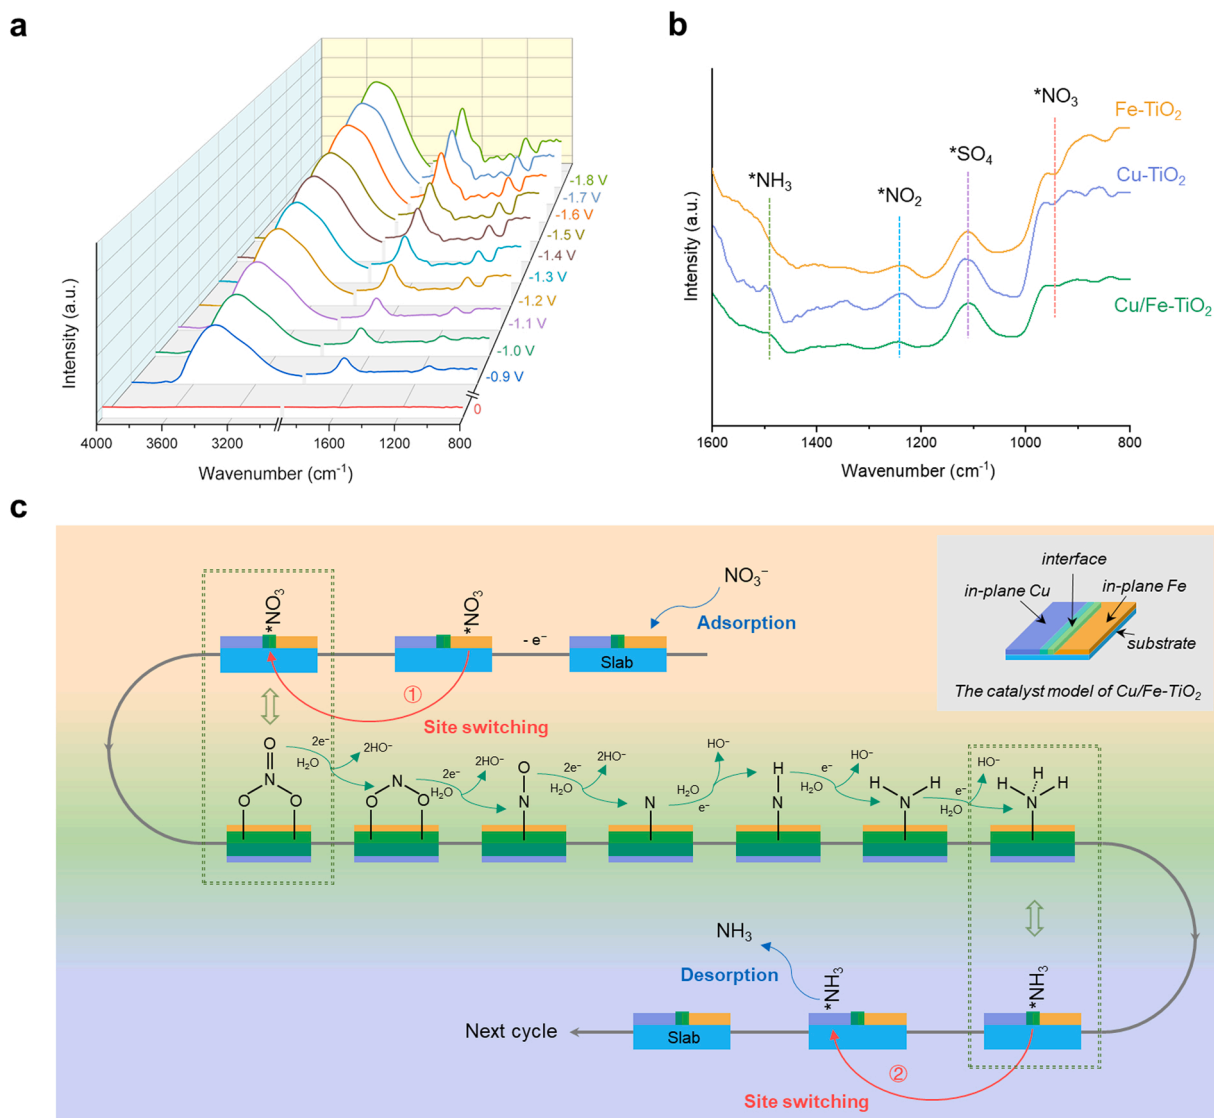 a
Intensity (a.u.)
-1.8 V
-1.7 V
-1.6 V
-1.5 V
-1.4 V
-1.3 V
-1.2 V
-1.1 V
-1.0 V
-0.9 V
0
4000 3600 3200 1600 1200 800
Wavenumber (cm⁻¹)
b
Intensity (a.u.)
*NH₃
*NO₂
*SO₄
*NO₃
Fe-TiO₂
Cu-TiO₂
Cu/Fe-TiO₂
1600 1400 1200 1000 800
Wavenumber (cm⁻¹)
c
*NO₃
*NO₃
- e⁻
NO₃⁻
Adsorption
Slab
①
Site switching
interface
in-plane Cu
in-plane Fe
substrate
The catalyst model of Cu/Fe-TiO₂
O
N
O O
2e⁻
H₂O
2HO⁻
N
O O
2e⁻
H₂O
2HO⁻
O
N
2e⁻
H₂O
2HO⁻
N
H₂O
e⁻
HO⁻
H
N
e⁻
H₂O
HO⁻
H H
N
e⁻
H₂O
HO⁻
H H H
N
NH₃
Desorption
*NH₃
*NH₃
Next cycle
Slab
②
Site switching